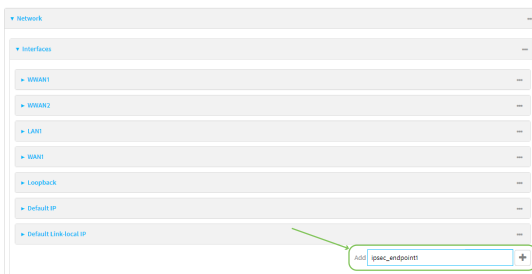 Network
Interfaces
WWAN1
WWAN2
LAN1
WAN1
Loopback
Default IP
Default Link-local IP
Add ipsec_endpoint1